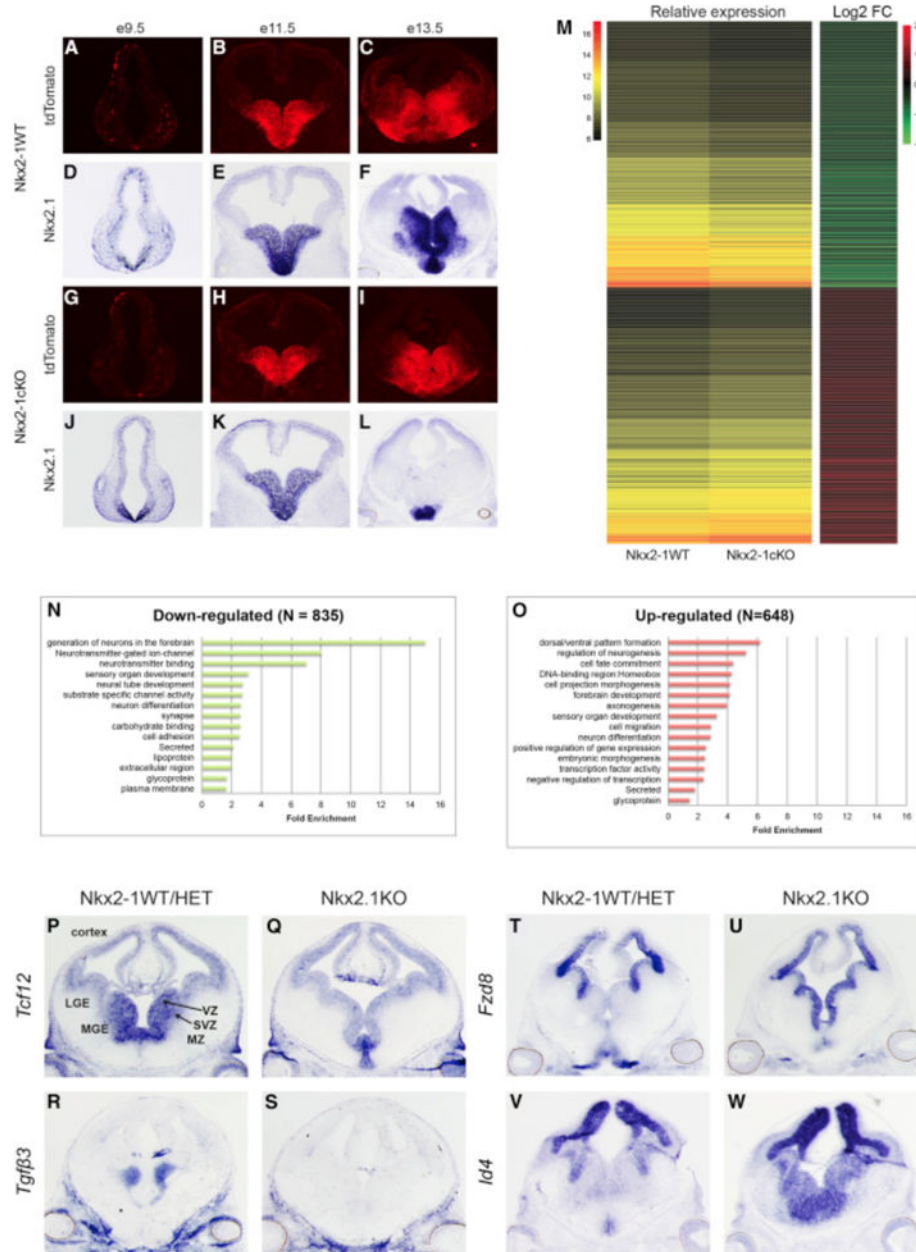 e9.5 e11.5 e13.5
A B C
tdTomato
Nkx2-1WT
D E F
Nkx2.1
G H I
tdTomato
Nkx2-1cKO
J K L
Nkx2.1
M Relative expression Log2 FC
16
14
12
10
8
Nkx2-1WT Nkx2-1cKO
N Down-regulated (N = 835)
generation of neurons in the forebrain
Neurotransmitter-gated ion-channel
neurotransmitter binding
sensory organ development
neural tube development
substrate specific channel activity
neuron differentiation
synapse
carbohydrate binding
cell adhesion
Secreted
lipoprotein
extracellular region
glycoprotein
plasma membrane
0 2 4 6 8 10 12 14 16
Fold Enrichment
O Up-regulated (N=648)
dorsal/ventral pattern formation
regulation of neurogenesis
cell fate commitment
DNA-binding region:Homeobox
cell projection morphogenesis
forebrain development
axonogenesis
sensory organ development
cell migration
neuron differentiation
positive regulation of gene expression
embryonic morphogenesis
transcription factor activity
negative regulation of transcription
Secreted
glycoprotein
0 2 4 6 8 10 12 14 16
Fold Enrichment
Nkx2-1WT/HET Nkx2.1KO
P Q
cortex
LGE
MGE
VZ
SVZ
MZ
Tcf12
R S
Tgfβ3
Nkx2-1WT/HET Nkx2.1KO
T U
Fzd8
V W
Id4